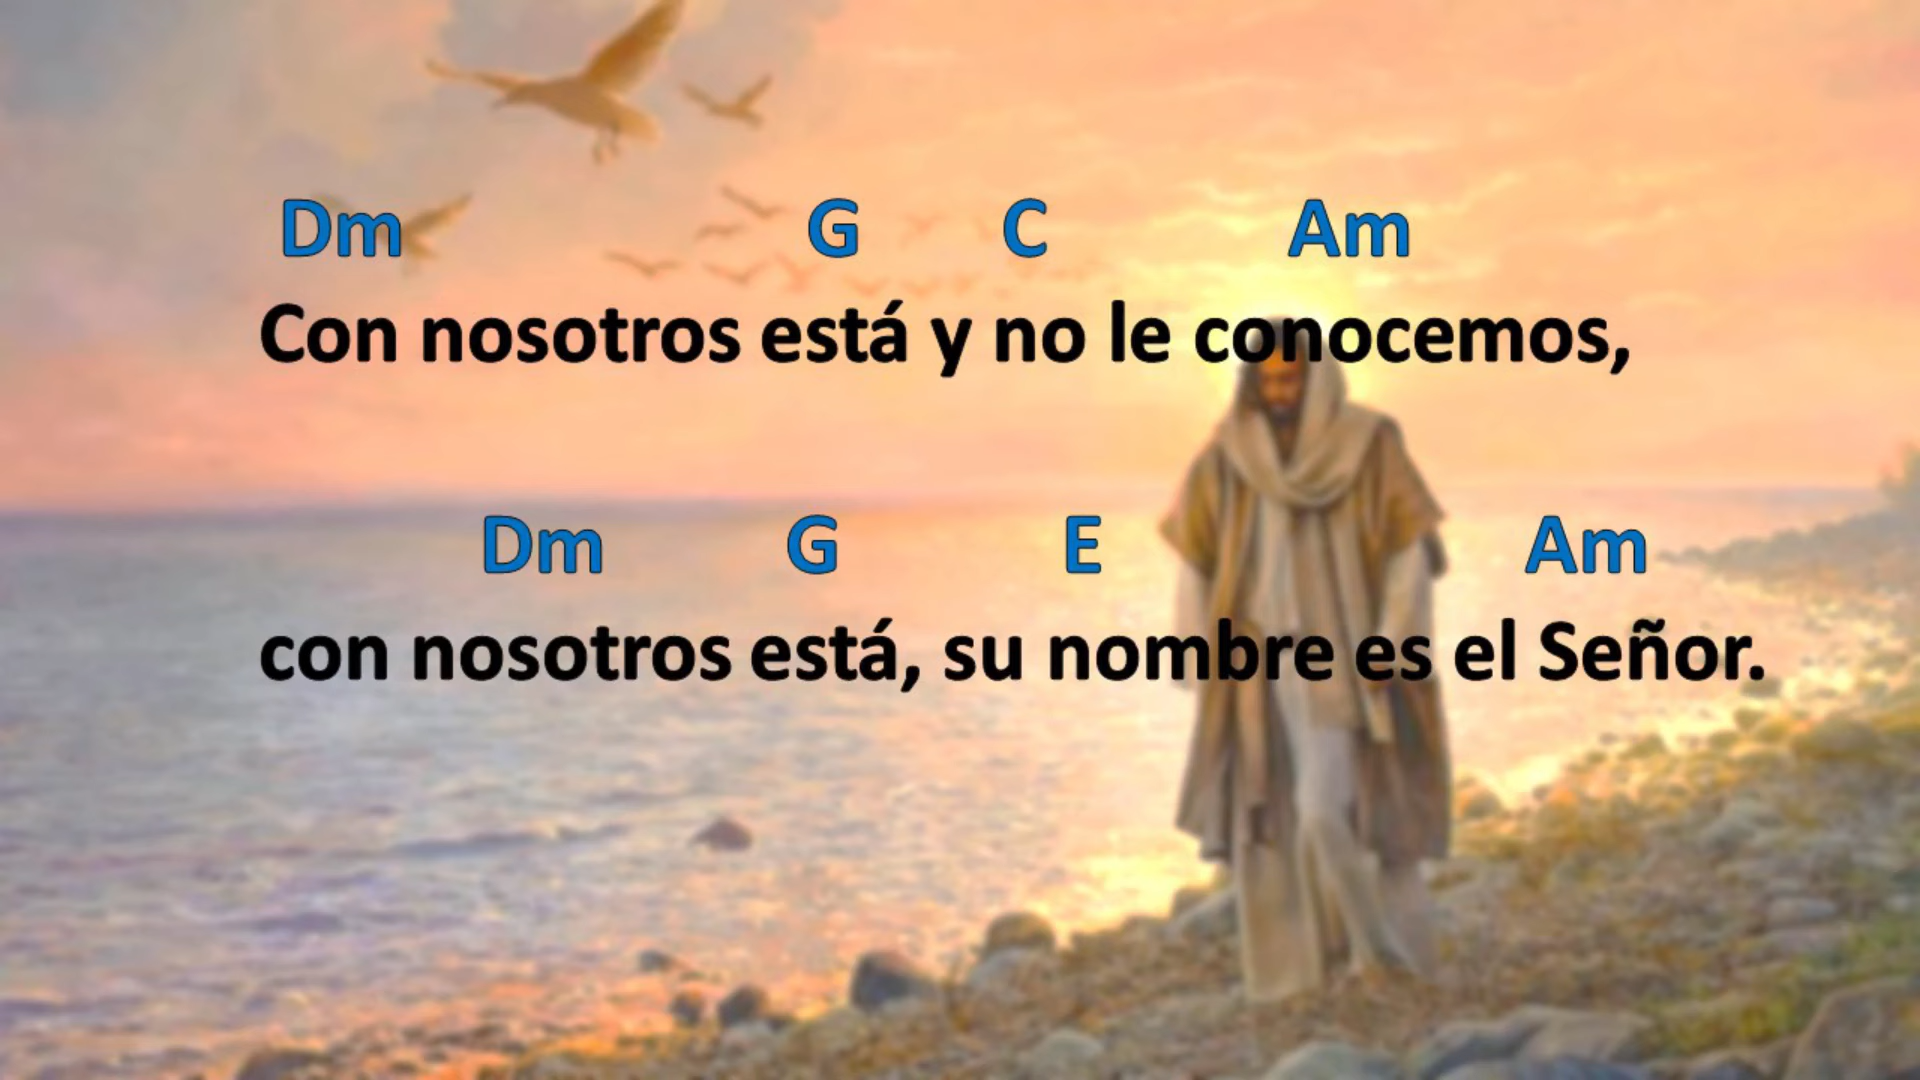 Dm G C Am
Con nosotros está y no le conocemos,
Dm G E Am
con nosotros está, su nombre es el Señor.